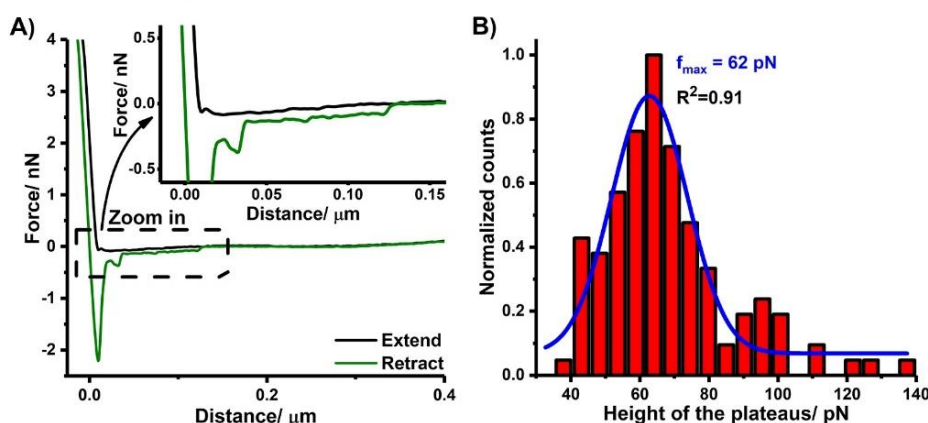 A)
4
3
2
1
0
-1
-2
Force/ nN
0.0
0.2
0.4
Distance/ μm
Zoom in
Extend
Retract
0.5
0.0
-0.5
Force/ nN
0.00
0.05
0.10
0.15
Distance/ μm
B)
1.0
0.8
0.6
0.4
0.2
0.0
Normalized counts
fmax = 62 pN
R²=0.91
40
60
80
100
120
140
Height of the plateaus/ pN